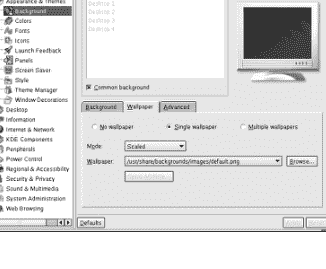 Appearance & Themes
Background
Colors
Fonts
Icons
Launch Feedback
Panels
Screen Saver
Style
Theme Manager
Window Decorations
Desktop
Information
Internet & Network
KDE Components
Peripherals
Power Control
Regional & Accessibility
Security & Privacy
Sound & Multimedia
System Administration
Web Browsing
Desktop 1
Desktop 2
Desktop 3
Desktop 4
Common background
Background Wallpaper Advanced
No wallpaper Single wallpaper Multiple wallpapers
Mode: Scaled
Wallpaper: /usr/share/backgrounds/images/default.png Browse...
Defaults